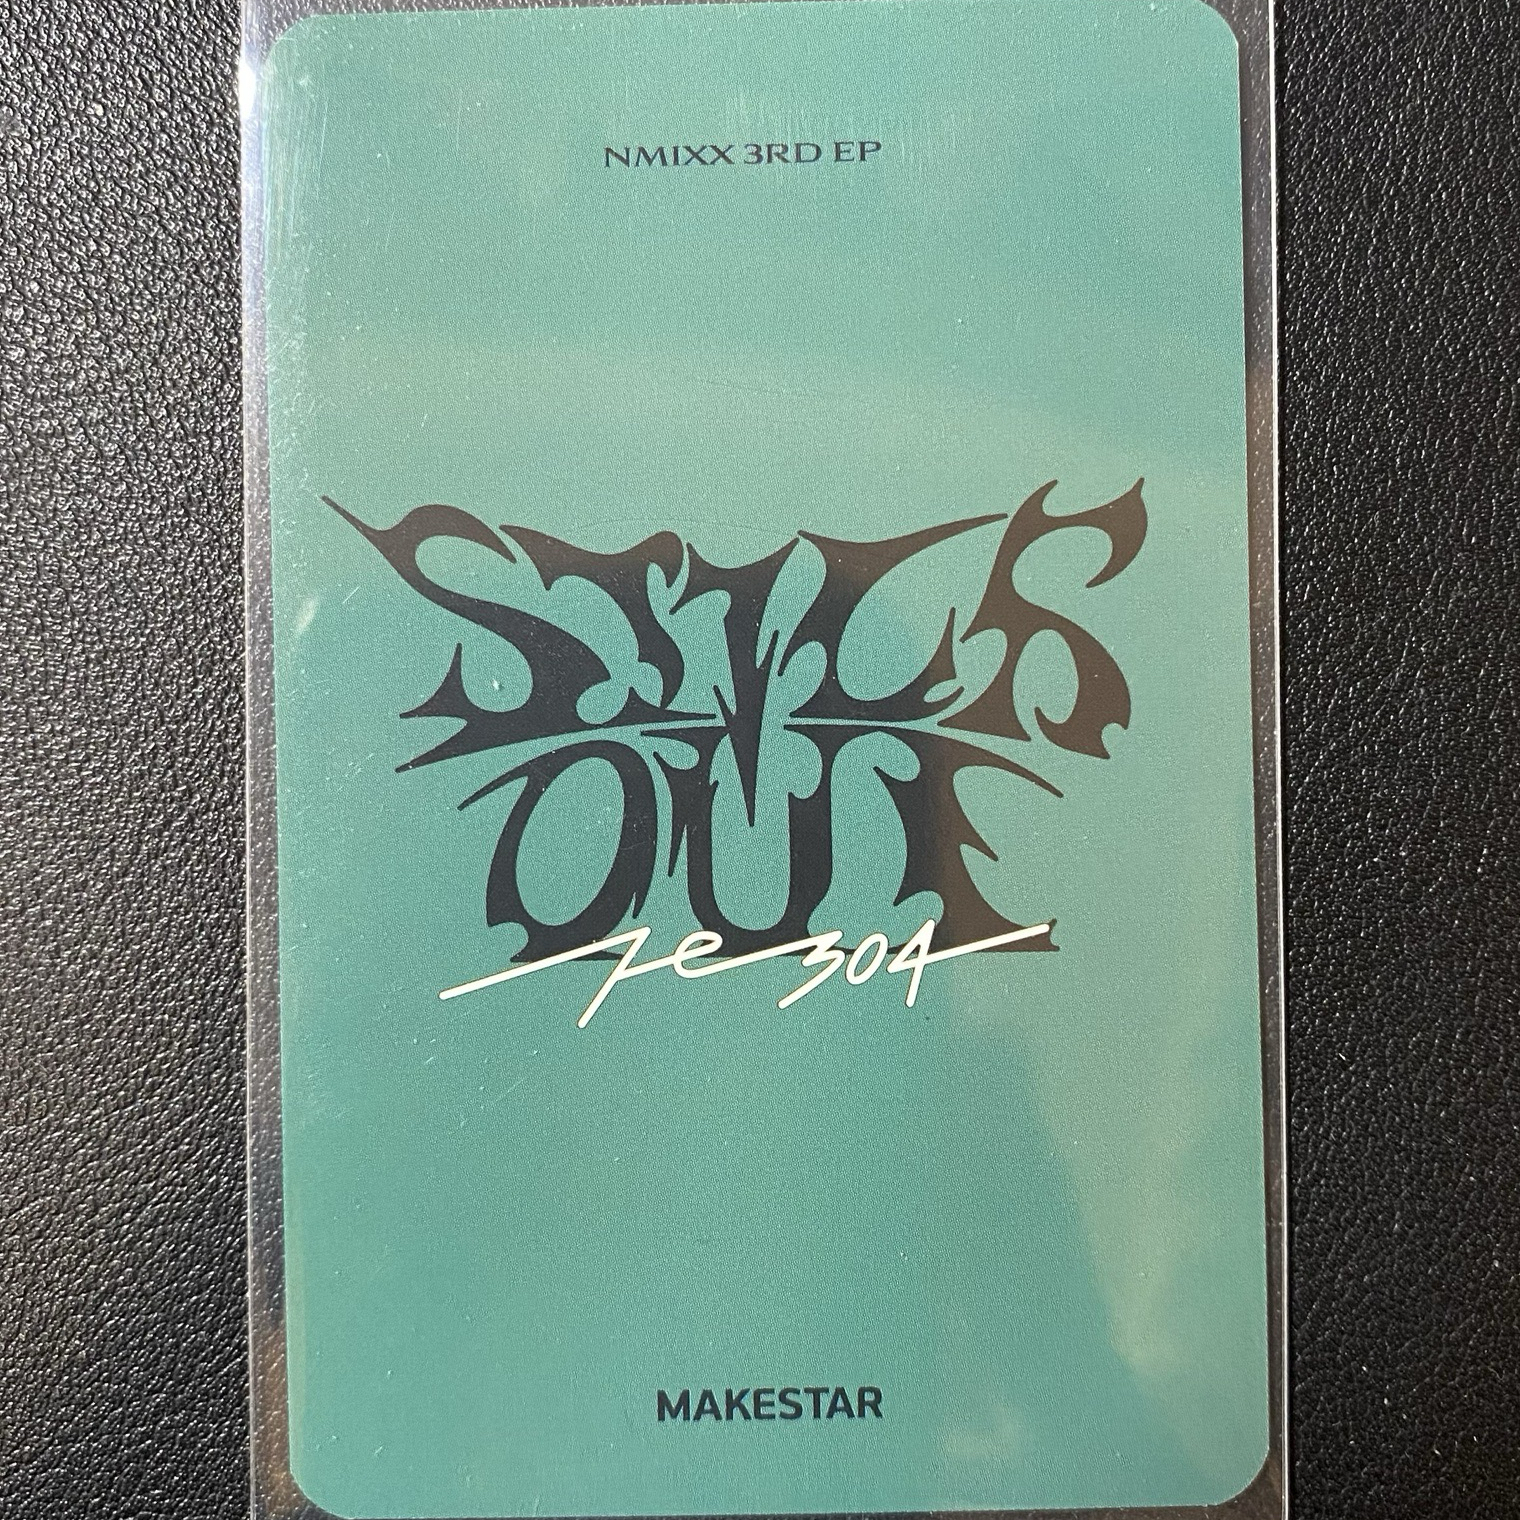 NMIXX 3RD EP
STICK
OUT
Fe3O4
MAKESTAR